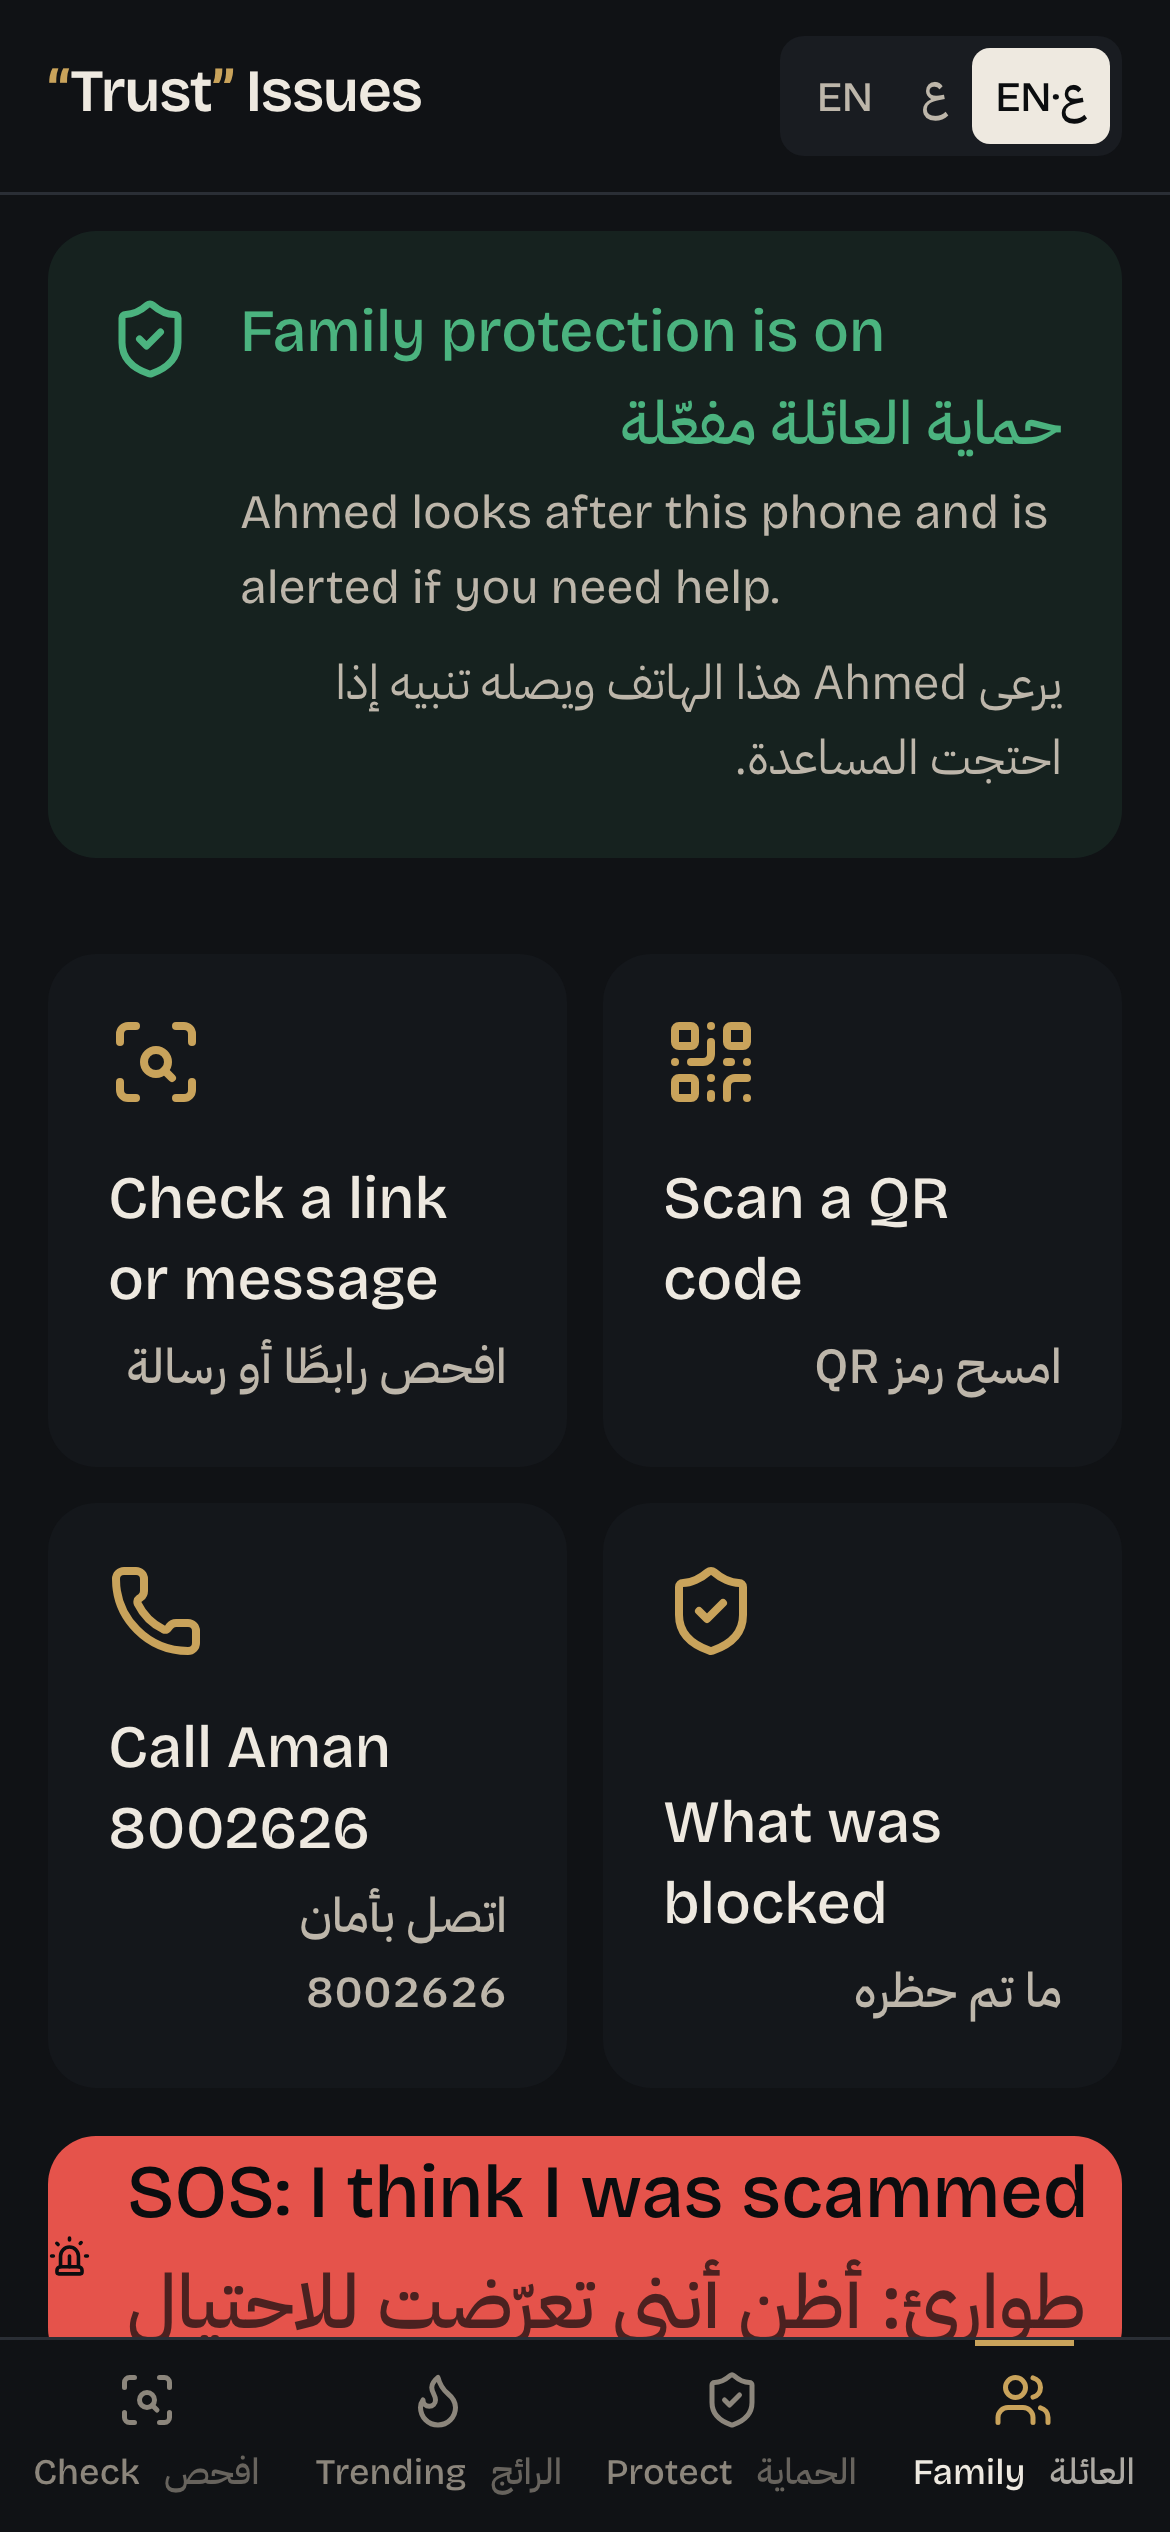 “Trust” Issues
EN ع EN·ع
Family protection is on
حماية العائلة مفعّلة
Ahmed looks after this phone and is
alerted if you need help.
يرعى Ahmed هذا الهاتف ويصله تنبيه إذا
احتجت المساعدة.
Check a link
or message
افحص رابطًا أو رسالة
Scan a QR
code
امسح رمز QR
Call Aman
8002626
اتصل بأمان
8002626
What was
blocked
ما تم حظره
SOS: I think I was scammed
طوارئ: أظن أنني تعرّضت للاحتيال
Check افحص
Trending الرائج
Protect الحماية
Family العائلة